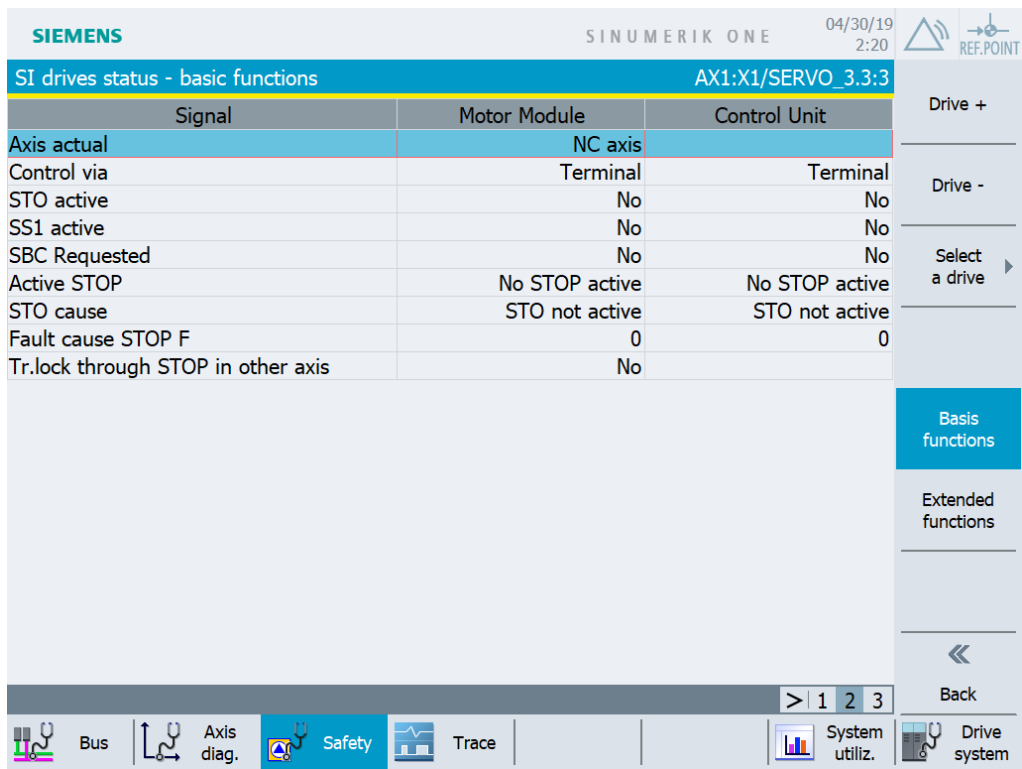 SIEMENS
SINUMERIK ONE
04/30/19
2:20
REF.POINT
SI drives status - basic functions AX1:X1/SERVO_3.3:3
Signal Motor Module Control Unit
Axis actual NC axis
Control via Terminal Terminal
STO active No No
SS1 active No No
SBC Requested No No
Active STOP No STOP active No STOP active
STO cause STO not active STO not active
Fault cause STOP F 0 0
Tr.lock through STOP in other axis No
Drive +
Drive -
Select
a drive
Basis
functions
Extended
functions
Back
> 1 2 3
Bus
Axis
diag.
Safety
Trace
System
utiliz.
Drive
system